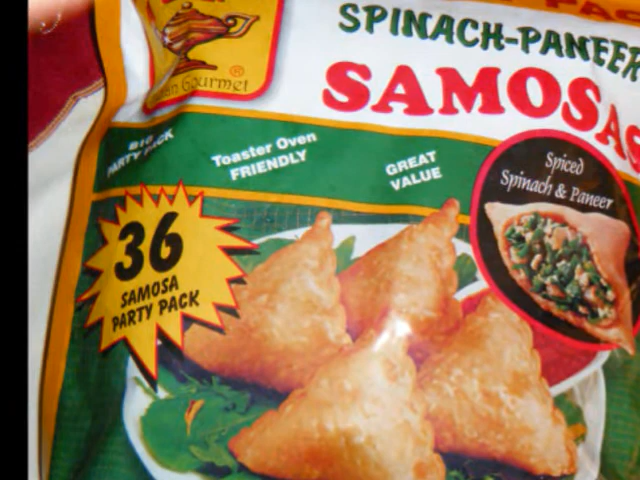 SPINACH-PANEER
SAMOSAS
Gourmet
®
BIG
PARTY PACK
Toaster Oven
FRIENDLY
GREAT
VALUE
Spiced
Spinach & Paneer
36
SAMOSA
PARTY PACK